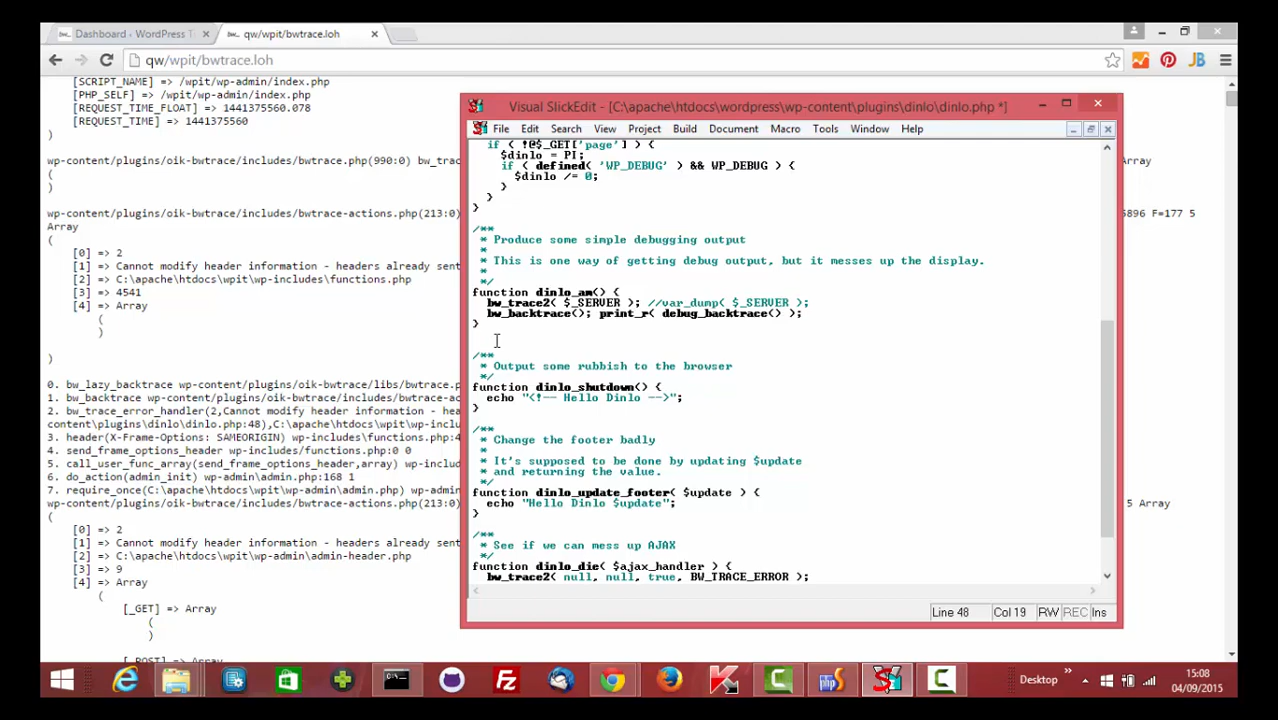 Dashboard - WordPress T
qw/wpit/bwtrace.loh
qw/wpit/bwtrace.loh
[SCRIPT_NAME] => /wpit/wp-admin/index.php
[PHP_SELF] => /wpit/wp-admin/index.php
[REQUEST_TIME_FLOAT] => 1441375560.078
[REQUEST_TIME] => 1441375560
)
wp-content/plugins/oik-bwtrace/includes/bwtrace.php(990:0) bw_trac
Array
(
)
wp-content/plugins/oik-bwtrace/includes/bwtrace-actions.php(213:0)
5896 F=177 5
Array
(
[0] => 2
[1] => Cannot modify header information - headers already sent
[2] => C:\apache\htdocs\wpit\wp-includes\functions.php
[3] => 4541
[4] => Array
(
)
)
0. bw_lazy_backtrace wp-content/plugins/oik-bwtrace/libs/bwtrace.p
1. bw_backtrace wp-content/plugins/oik-bwtrace/includes/bwtrace.ph
2. bw_trace_error_handler(2,Cannot modify header information - hea
content\plugins\dinlo\dinlo.php:48),C:\apache\htdocs\wpit\wp-inclu
3. header(X-Frame-Options: SAMEORIGIN) wp-includes\functions.php:4
4. send_frame_options_header wp-includes/functions.php:0 0
5. call_user_func_array(send_frame_options_header,array) wp-includ
6. do_action(admin_init) wp-admin\admin.php:168 1
7. require_once(C:\apache\htdocs\wpit\wp-admin\admin.php) wp-admin
wp-content/plugins/oik-bwtrace/includes/bwtrace-actions.php(213:0)
5 Array
(
[0] => 2
[1] => Cannot modify header information - headers already sent
[2] => C:\apache\htdocs\wpit\wp-admin\admin-header.php
[3] => 9
[4] => Array
(
[_GET] => Array
(
)
[_POST] => Array
Visual SlickEdit - [C:\apache\htdocs\wordpress\wp-content\plugins\dinlo\dinlo.php *]
File Edit Search View Project Build Document Macro Tools Window Help
if ( !@$_GET['page'] ) {
$dinlo = PI;
if ( defined( 'WP_DEBUG' ) && WP_DEBUG ) {
$dinlo /= 0;
}
}
}
/**
* Produce some simple debugging output
*
* This is one way of getting debug output, but it messes up the display.
*
*/
function dinlo_am() {
bw_trace2( $_SERVER ); //var_dump( $_SERVER );
bw_backtrace(); print_r( debug_backtrace() );
}
/**
* Output some rubbish to the browser
*/
function dinlo_shutdown() {
echo "<!-- Hello Dinlo -->";
}
/**
* Change the footer badly
*
* It's supposed to be done by updating $update
* and returning the value.
*/
function dinlo_update_footer( $update ) {
echo "Hello Dinlo $update";
}
/**
* See if we can mess up AJAX
*/
function dinlo_die( $ajax_handler ) {
bw_trace2( null, null, true, BW_TRACE_ERROR );
Line 48 Col 19 RW REC Ins
Desktop
15:08
04/09/2015